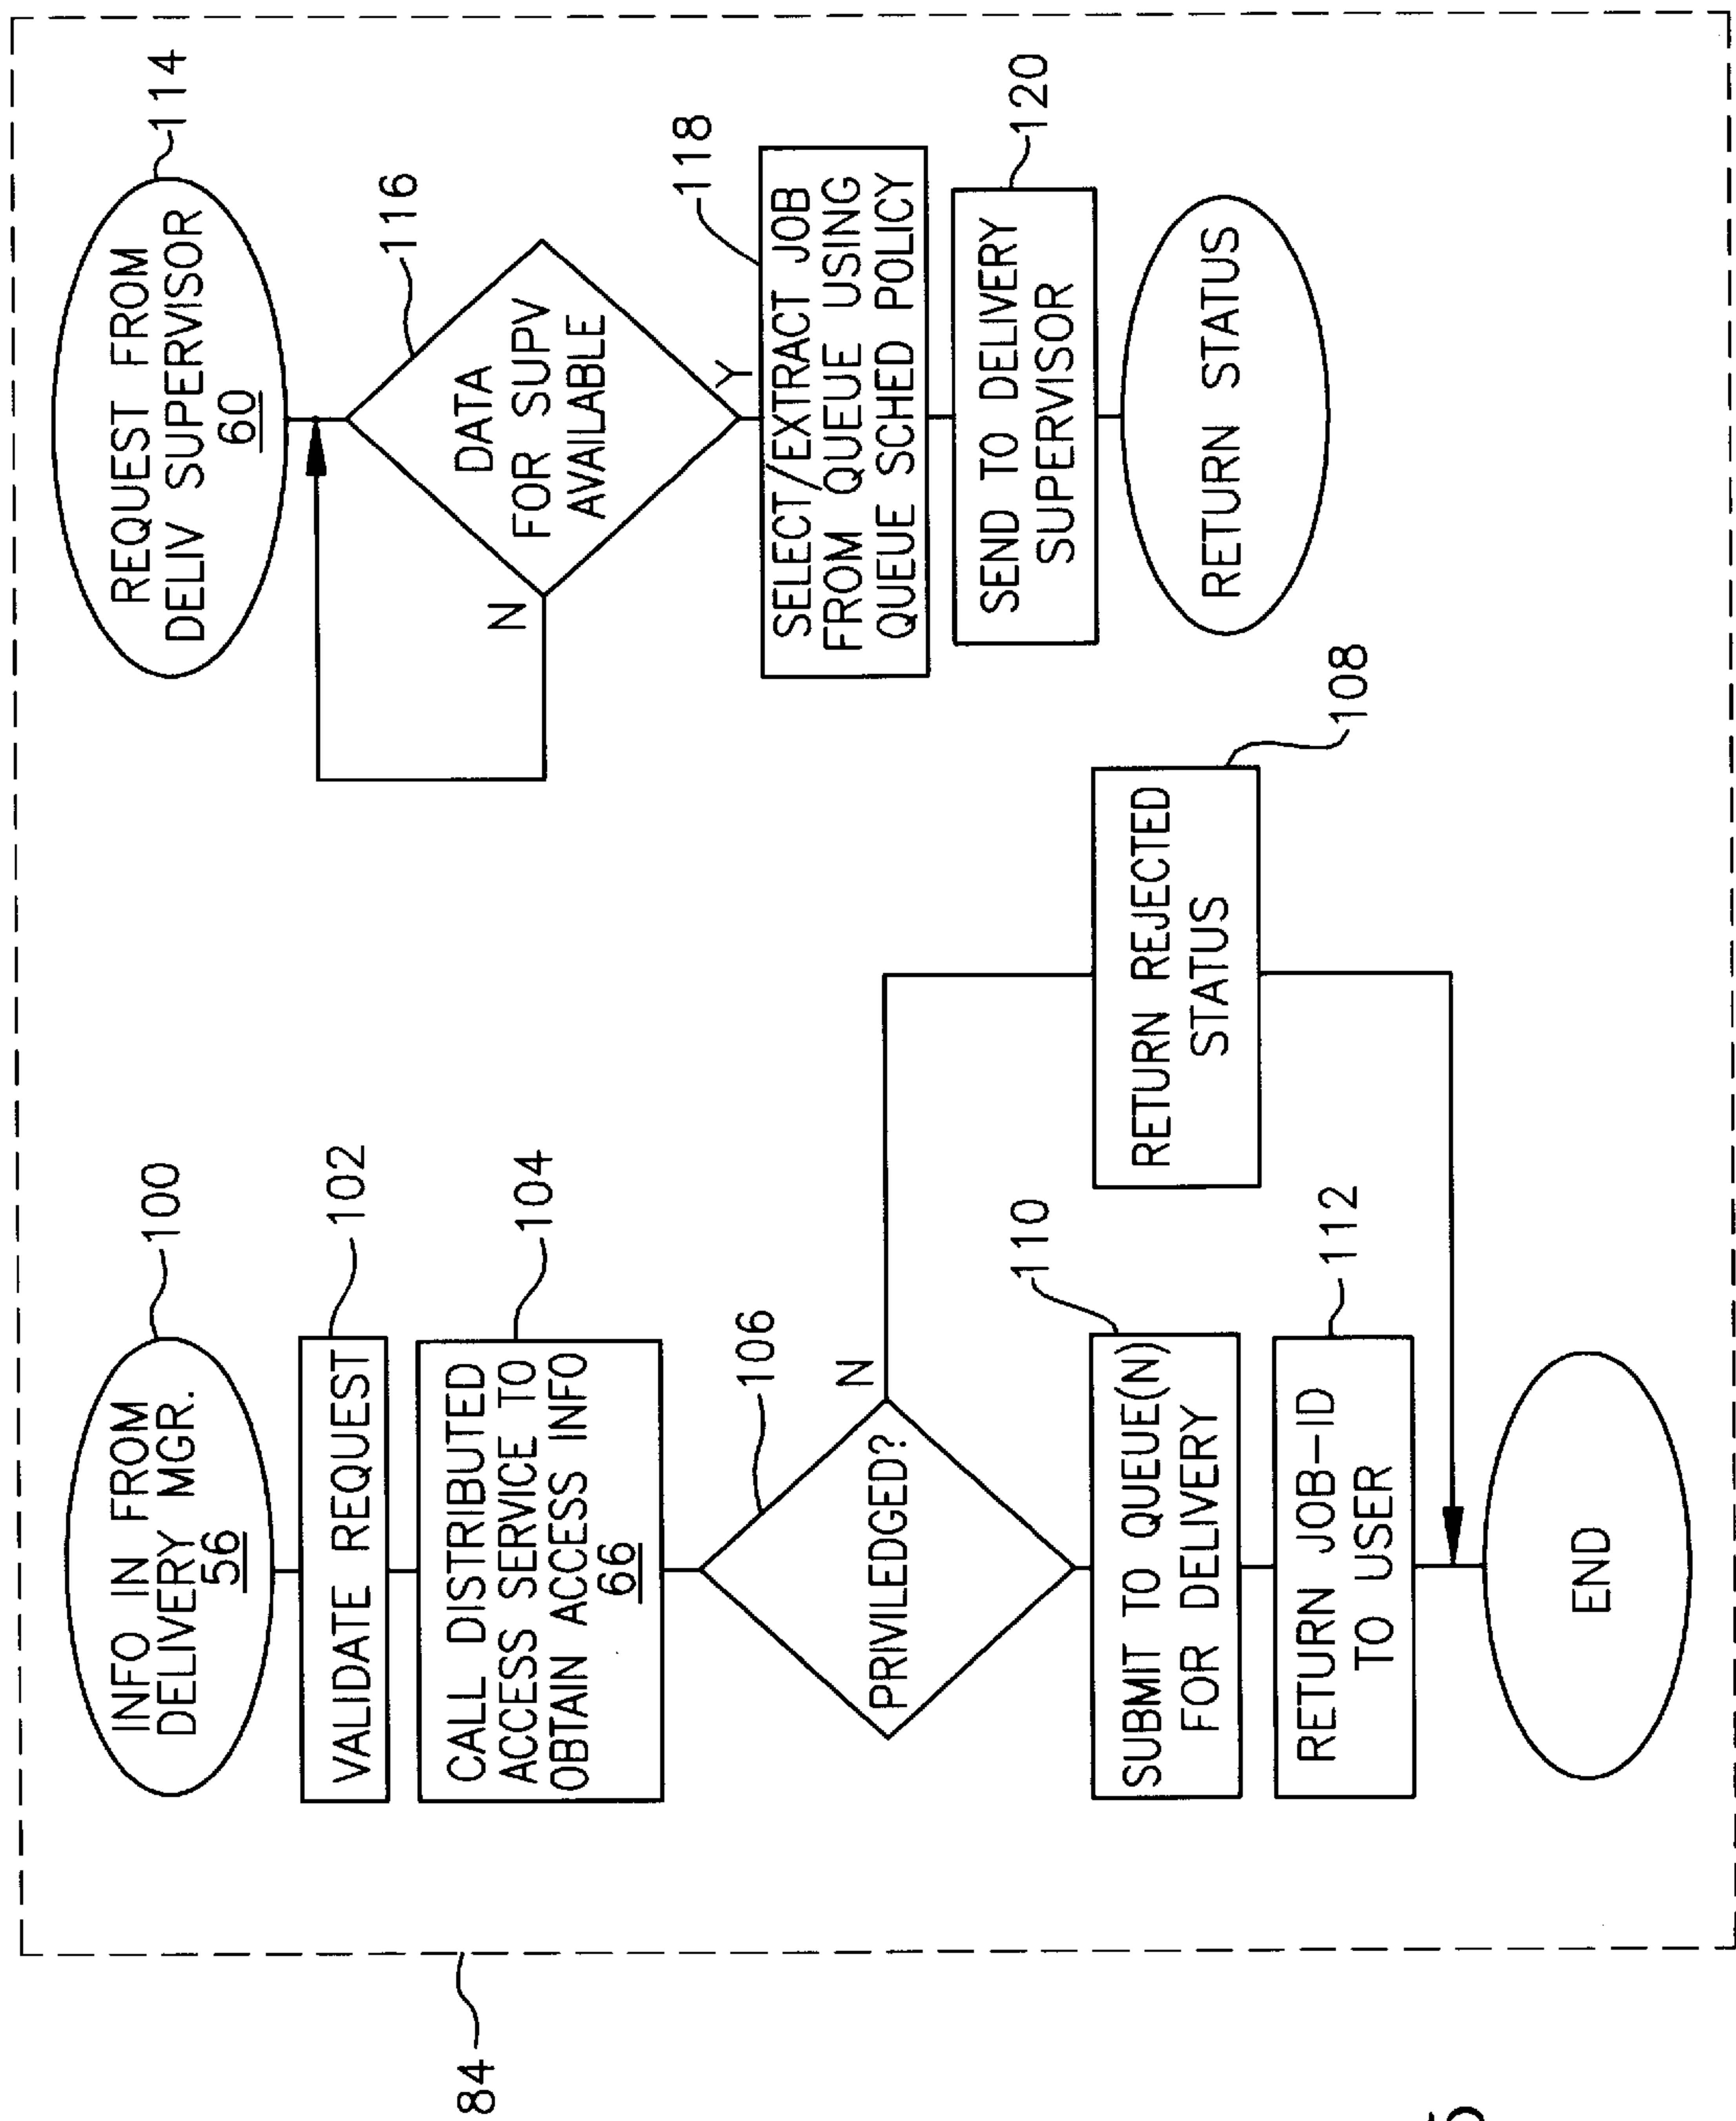 84
100
INFO IN FROM
DELIVERY MGR.
56
102
VALIDATE REQUEST
104
CALL DISTRIBUTED
ACCESS SERVICE TO
OBTAIN ACCESS INFO
66
106
PRIVILEDGED?
N
110
SUBMIT TO QUEUE(N)
FOR DELIVERY
112
RETURN JOB-ID
TO USER
END
RETURN REJECTED
STATUS
108
114
REQUEST FROM
DELIV SUPERVISOR
60
116
DATA
FOR SUPV
AVAILABLE
N
Y
118
SELECT/EXTRACT JOB
FROM QUEUE USING
QUEUE SCHED POLICY
120
SEND TO DELIVERY
SUPERVISOR
RETURN STATUS